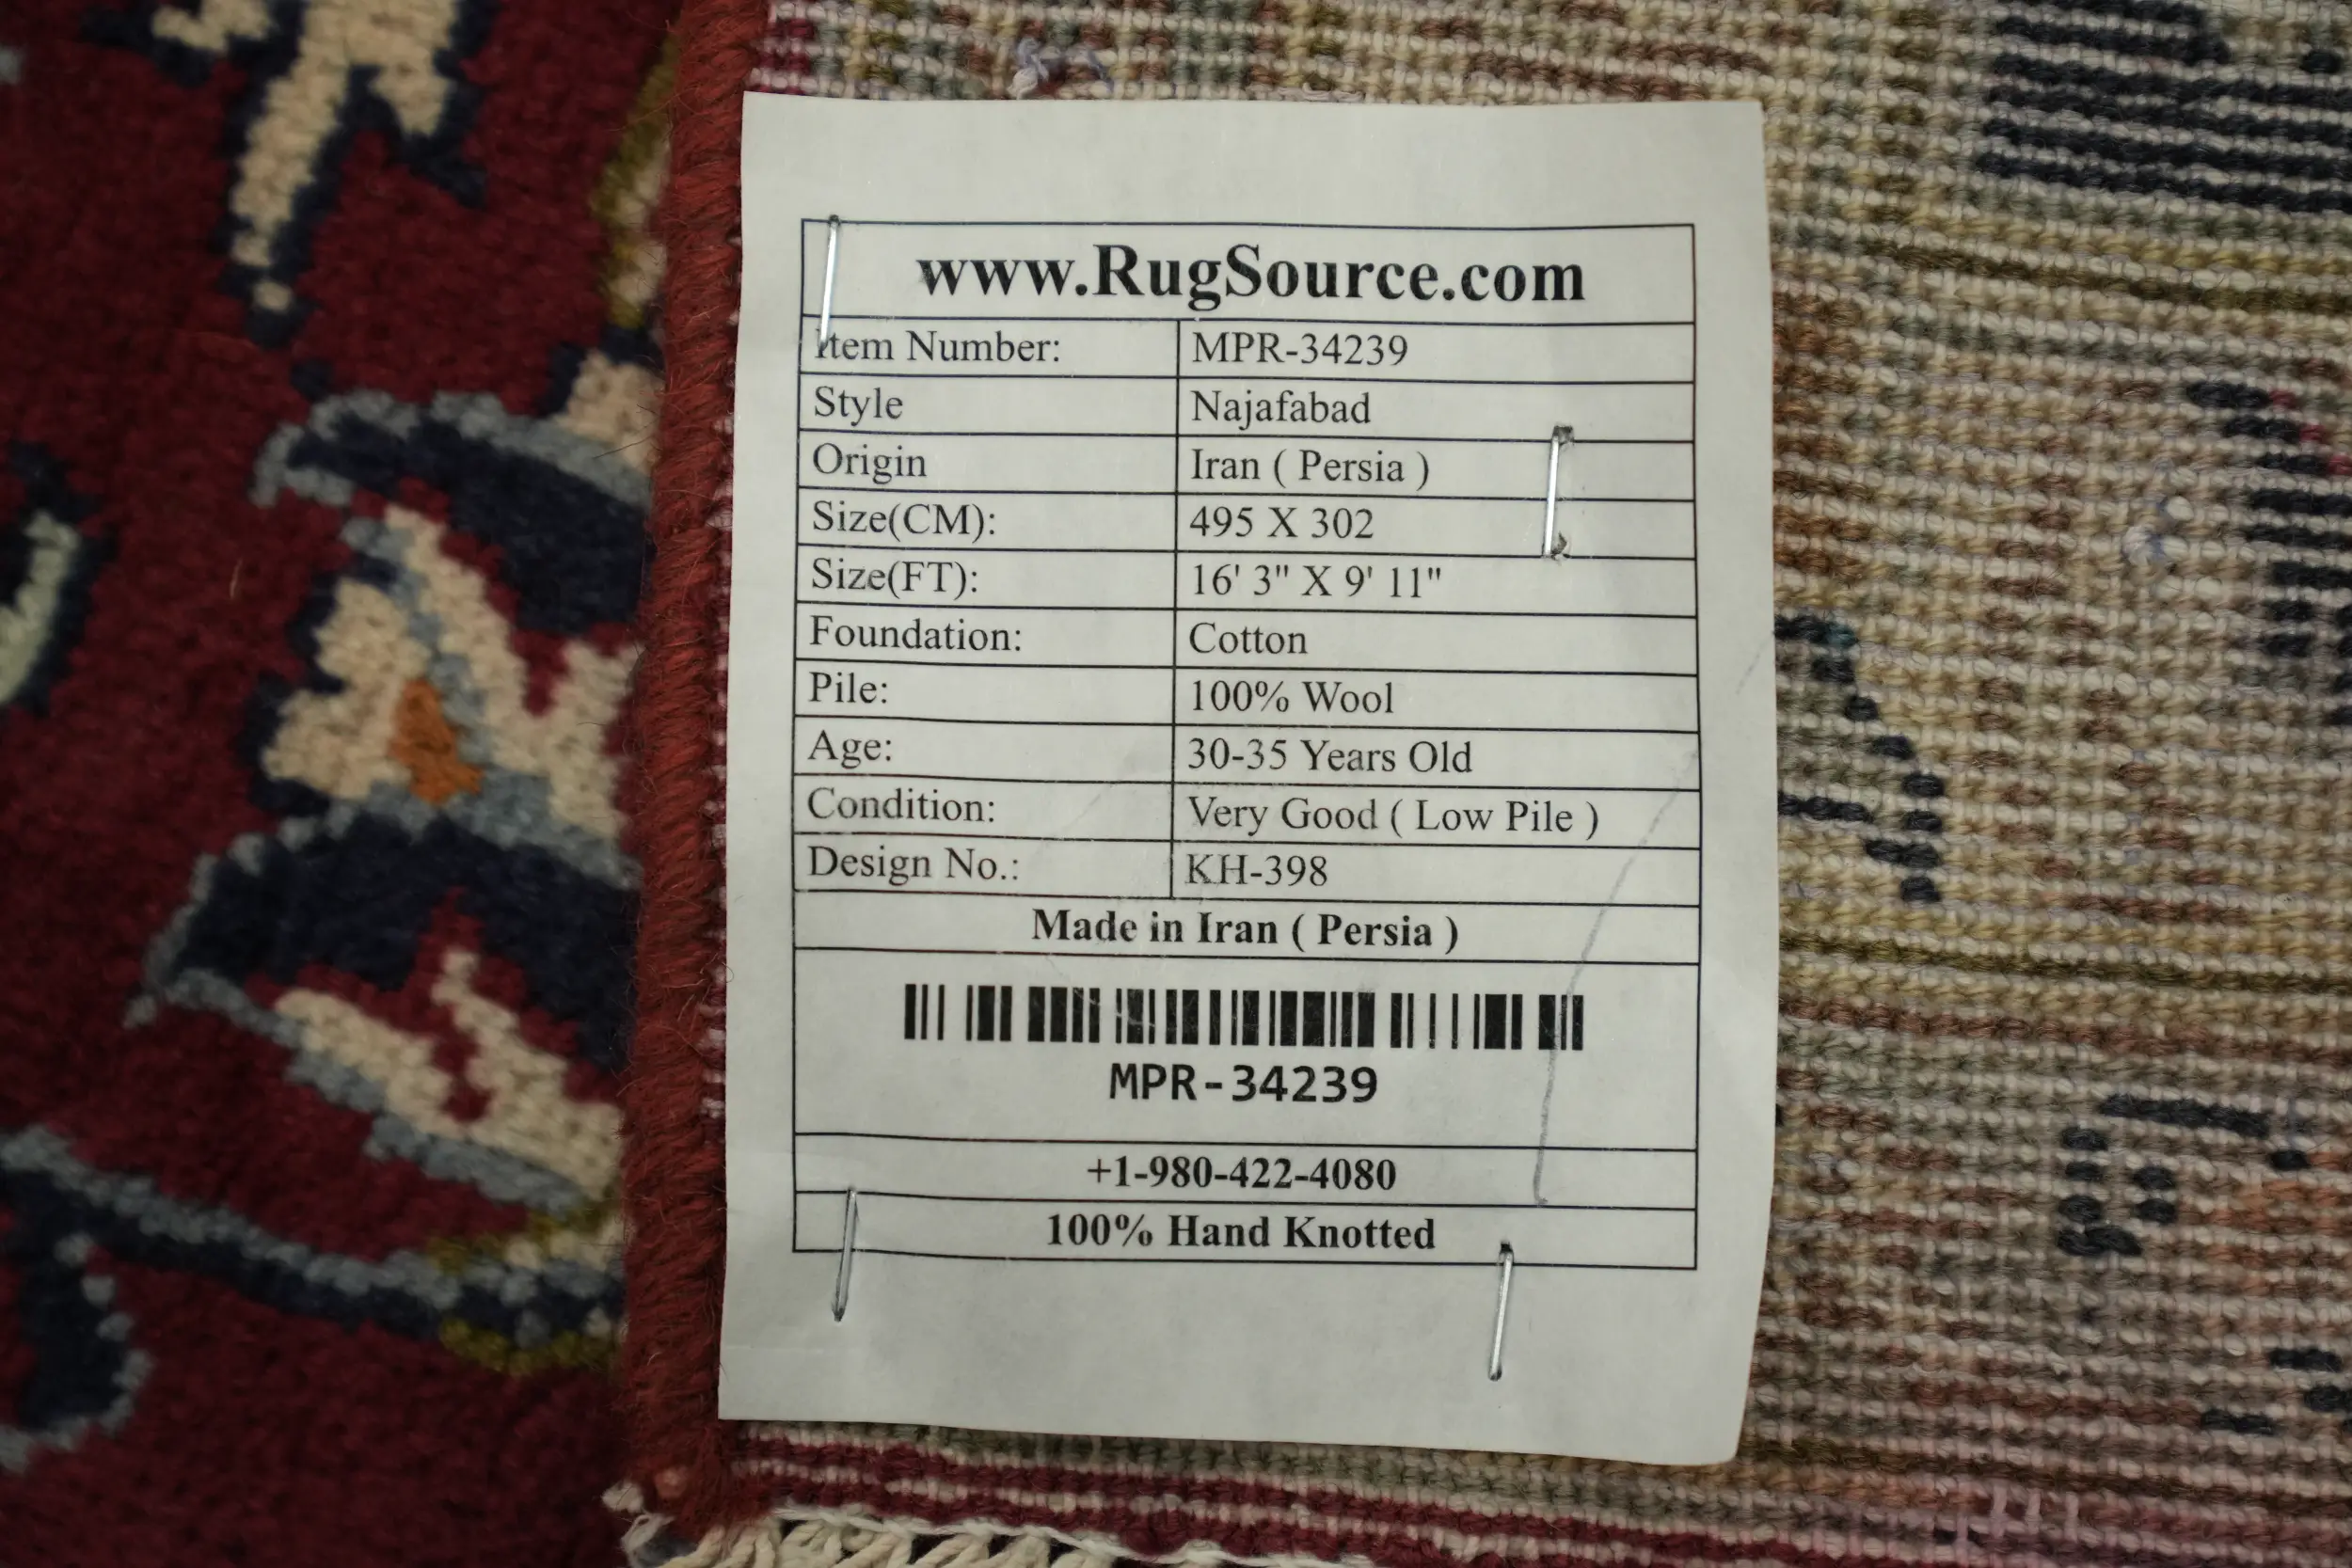 www.RugSource.com
Item Number: MPR-34239
Style Najafabad
Origin Iran ( Persia )
Size(CM): 495 X 302
Size(FT): 16' 3" X 9' 11"
Foundation: Cotton
Pile: 100% Wool
Age: 30-35 Years Old
Condition: Very Good ( Low Pile )
Design No.: KH-398
Made in Iran ( Persia )
MPR-34239
+1-980-422-4080
100% Hand Knotted